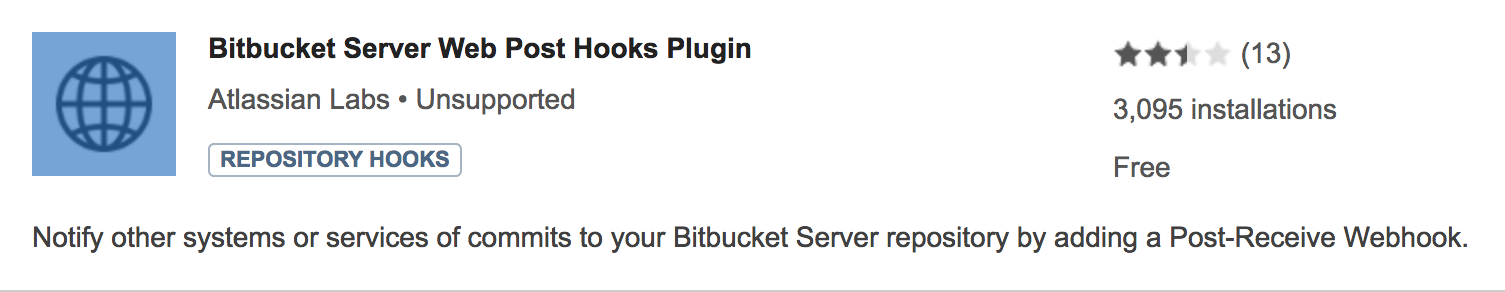 Bitbucket Server Web Post Hooks Plugin
(13)
Atlassian Labs • Unsupported
3,095 installations
REPOSITORY HOOKS
Free
Notify other systems or services of commits to your Bitbucket Server repository by adding a Post-Receive Webhook.